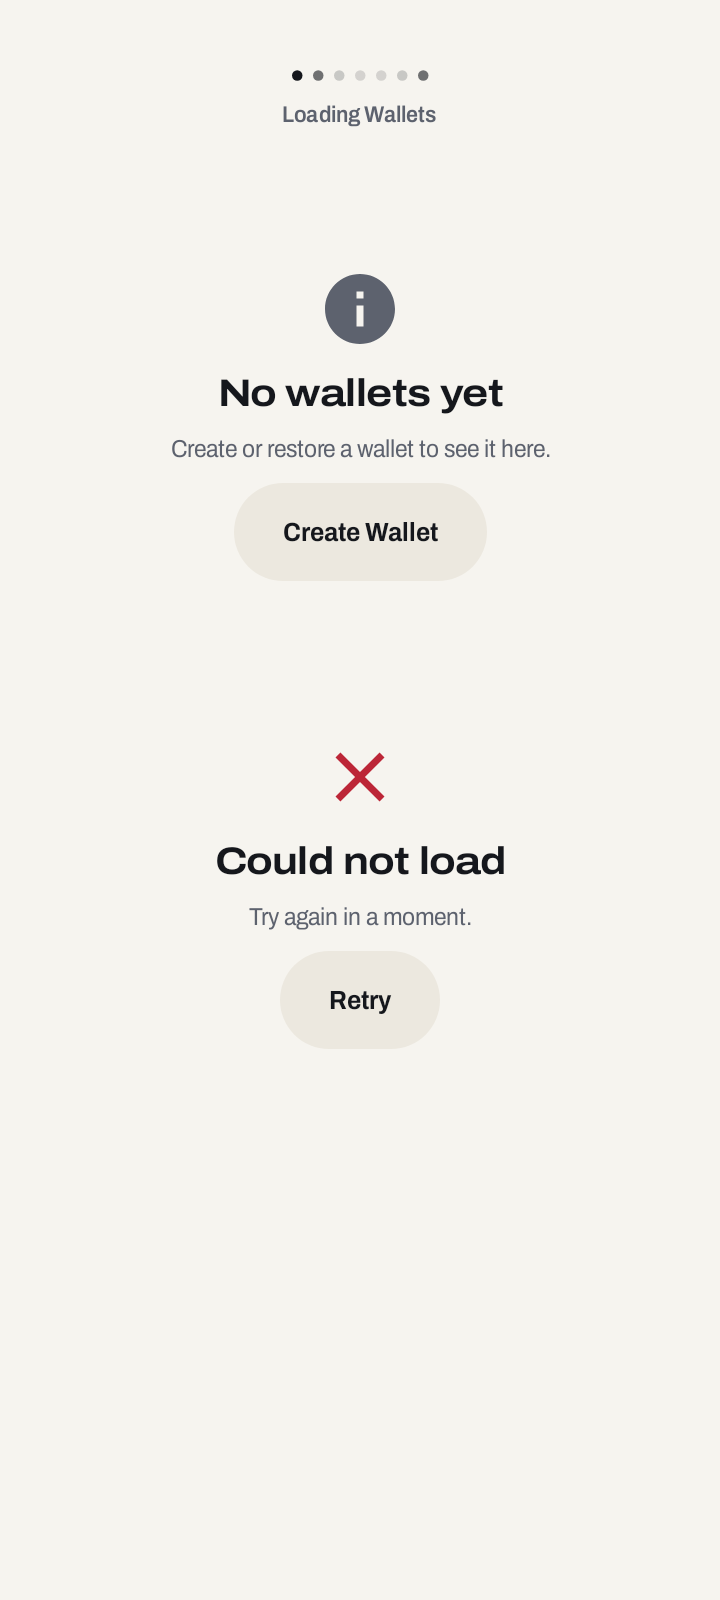 Loading Wallets
No wallets yet
Create or restore a wallet to see it here.
Create Wallet
Could not load
Try again in a moment.
Retry